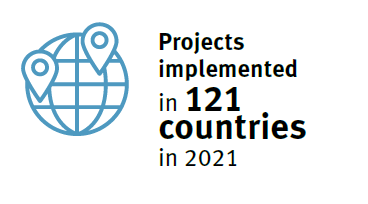 Projects
implemented
in 121
countries
in 2021